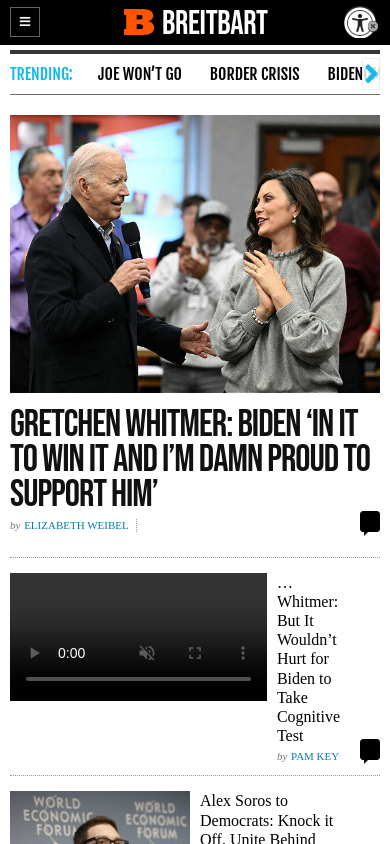 B BREITBART
TRENDING: JOE WON'T GO BORDER CRISIS BIDEN
GRETCHEN WHITMER: BIDEN ‘IN IT
TO WIN IT AND I’M DAMN PROUD TO
SUPPORT HIM’
by ELIZABETH WEIBEL
0:00
…
Whitmer:
But It
Wouldn’t
Hurt for
Biden to
Take
Cognitive
Test
by PAM KEY
WORLD ECONOMIC FORUM
WORLD ECONOMIC FORUM
Alex Soros to
Democrats: Knock it
Off, Unite Behind